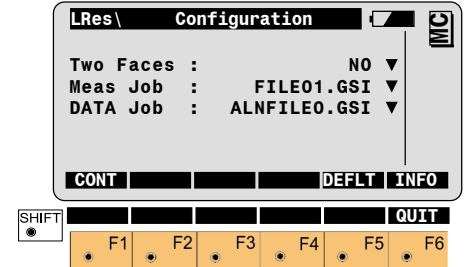 LRes\ Configuration MC
Two Faces : NO ▼
Meas Job : FILE01.GSI ▼
DATA Job : ALNFILE0.GSI ▼
CONT DEFLT INFO
SHIFT QUIT
F1 F2 F3 F4 F5 F6